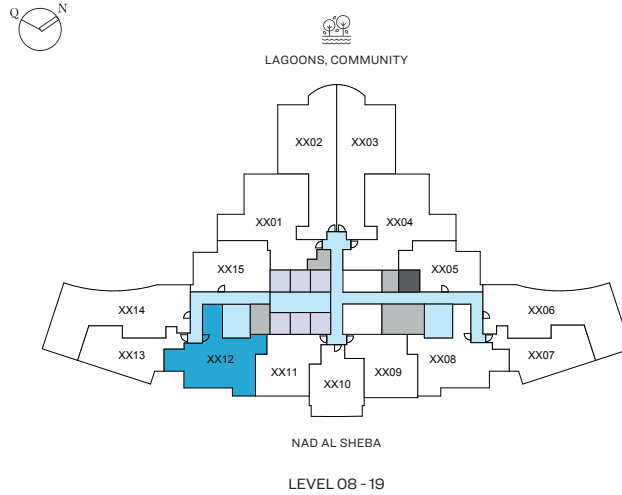 Q N
LAGOONS, COMMUNITY
XX02 XX03
XX01 XX04
XX15 XX05
XX14 XX06
XX13 XX12 XX08 XX07
XX11 XX10 XX09
NAD AL SHEBA
LEVEL 08 - 19